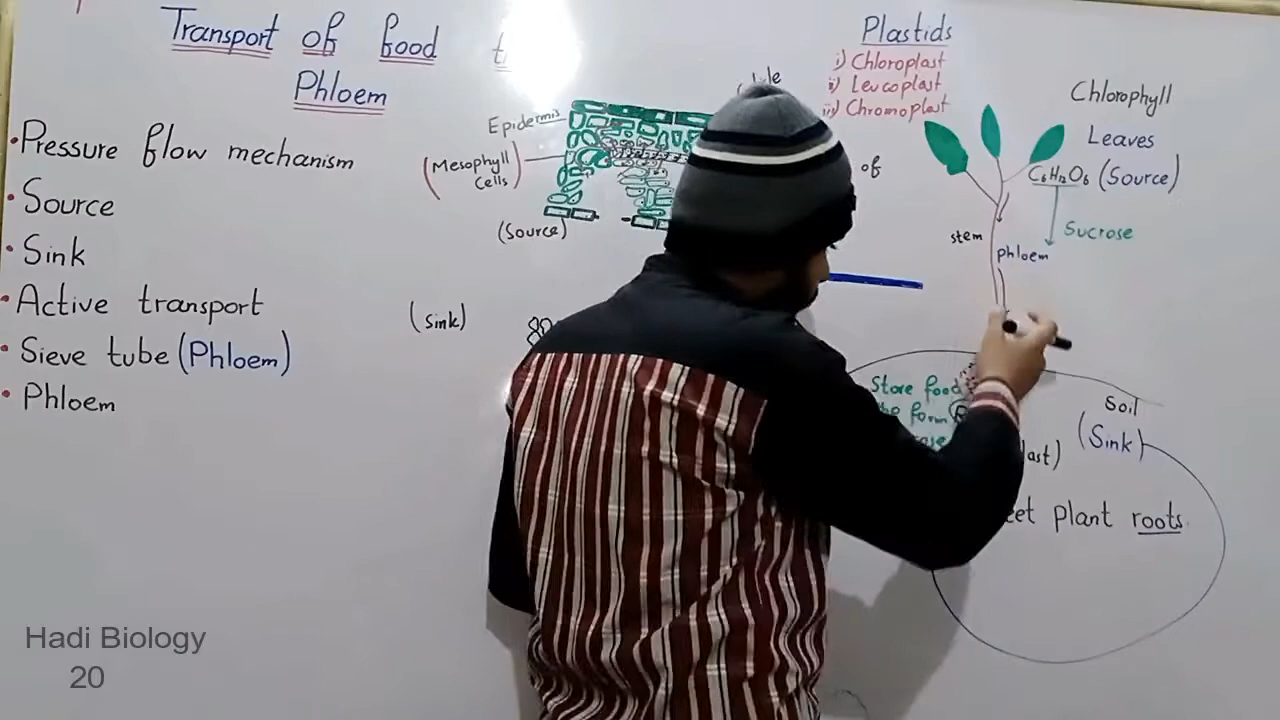 Transport of food
Phloem
•Pressure flow mechanism
•Source
•Sink
•Active transport
•Sieve tube (Phloem)
•Phloem
Epidermis
(Mesophyll
Cells)
(Source)
(Sink)
Plastids
i) Chloroplast
ii) Leucoplast
iii) Chromoplast
of
Chlorophyll
Leaves
C₆H₁₂O₆ (Source)
Sucrose
stem
phloem
Store food
form
Soil
(Sink)
plant roots
Hadi Biology
20